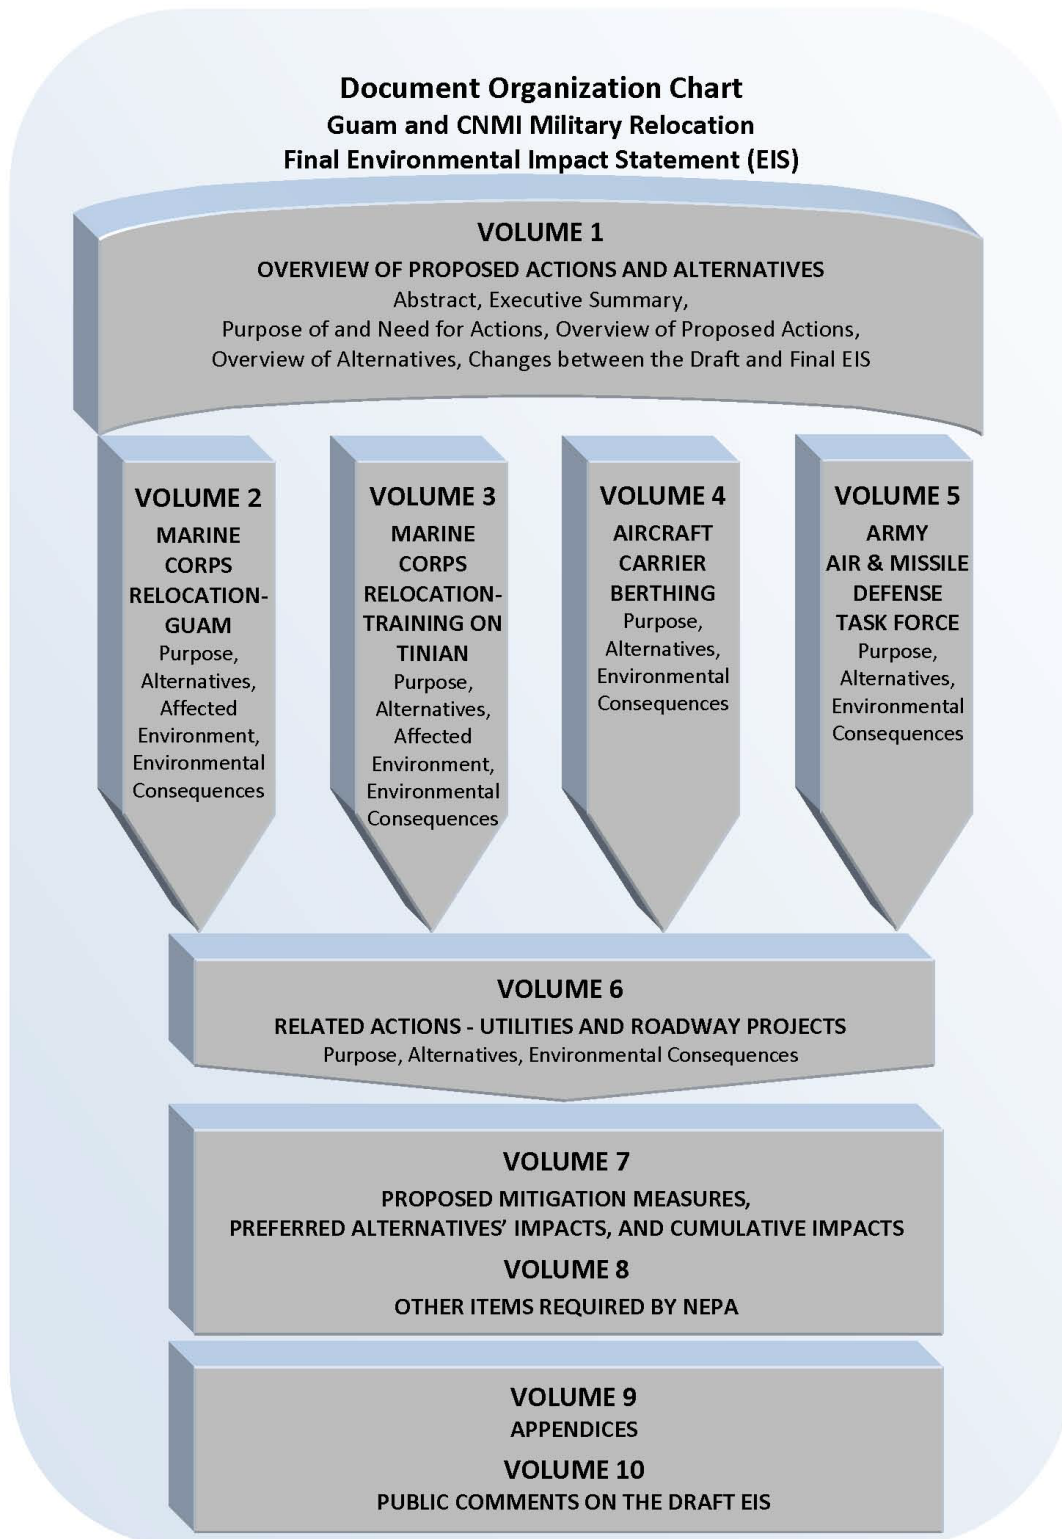 Document Organization Chart
Guam and CNMI Military Relocation
Final Environmental Impact Statement (EIS)
VOLUME 1
OVERVIEW OF PROPOSED ACTIONS AND ALTERNATIVES
Abstract, Executive Summary,
Purpose of and Need for Actions, Overview of Proposed Actions,
Overview of Alternatives, Changes between the Draft and Final EIS
VOLUME 2
MARINE
CORPS
RELOCATION-
GUAM
Purpose,
Alternatives,
Affected
Environment,
Environmental
Consequences
VOLUME 3
MARINE
CORPS
RELOCATION-
TRAINING ON
TINIAN
Purpose,
Alternatives,
Affected
Environment,
Environmental
Consequences
VOLUME 4
AIRCRAFT
CARRIER
BERTHING
Purpose,
Alternatives,
Environmental
Consequences
VOLUME 5
ARMY
AIR & MISSILE
DEFENSE
TASK FORCE
Purpose,
Alternatives,
Environmental
Consequences
VOLUME 6
RELATED ACTIONS - UTILITIES AND ROADWAY PROJECTS
Purpose, Alternatives, Environmental Consequences
VOLUME 7
PROPOSED MITIGATION MEASURES,
PREFERRED ALTERNATIVES’ IMPACTS, AND CUMULATIVE IMPACTS
VOLUME 8
OTHER ITEMS REQUIRED BY NEPA
VOLUME 9
APPENDICES
VOLUME 10
PUBLIC COMMENTS ON THE DRAFT EIS